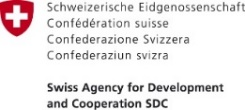 Schweizerische Eidgenossenschaft
Confédération suisse
Confederazione Svizzera
Confederaziun svizra
Swiss Agency for Development
and Cooperation SDC